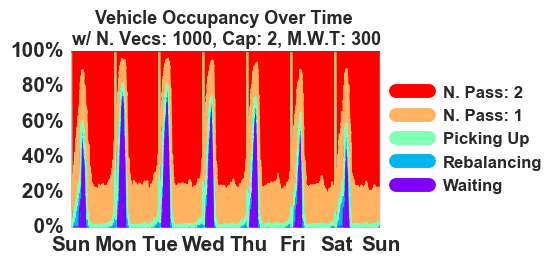 Vehicle Occupancy Over Time
w/ N. Vecs: 1000, Cap: 2, M.W.T: 300
100%
80%
60%
40%
20%
0%
Sun Mon Tue Wed Thu Fri Sat Sun
N. Pass: 2
N. Pass: 1
Picking Up
Rebalancing
Waiting